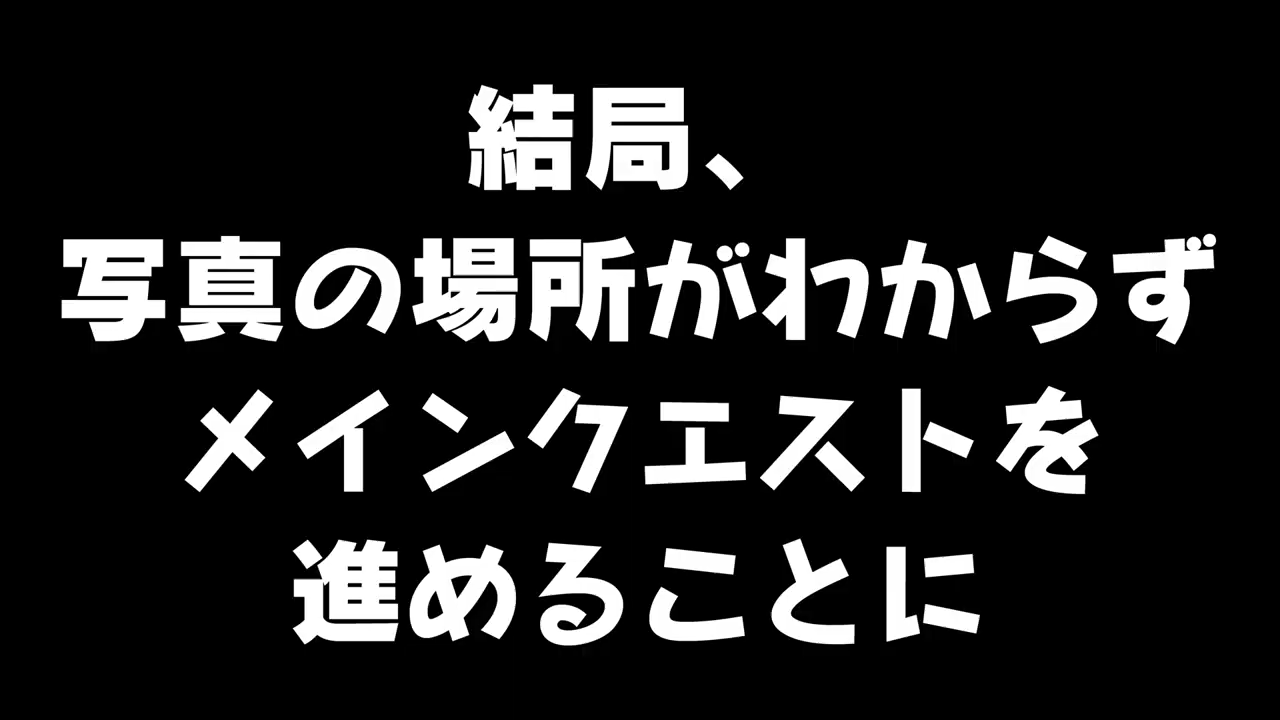 結局、
写真の場所がわからず
メインクエストを
進めることに